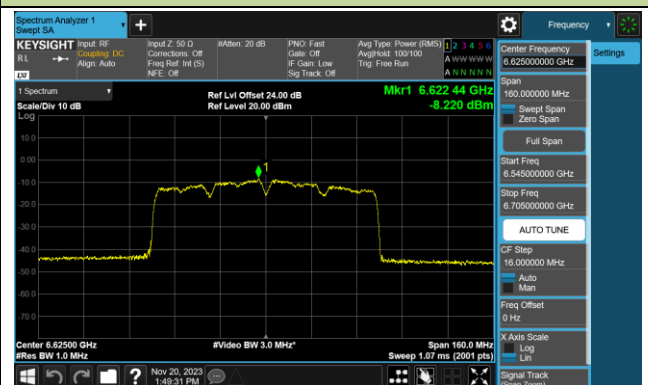 Spectrum Analyzer 1
Swept SA
+
Frequency
KEYSIGHT Input: RF Input Z: 50 Ω #Atten: 20 dB PNO: Fast Avg Type: Power (RMS) 1 2 3 4 5 6
RL Coupling: DC Corrections: Off Gate: Off Avg|Hold: 100/100 A W W W W W
Align: Auto Freq Ref: Int (S) IF Gain: Low Trig: Free Run
NFE: Off Sig Track: Off A N N N N N
LW
1 Spectrum
Ref Lvl Offset 24.00 dB
Mkr1 6.622 44 GHz
Scale/Div 10 dB
Ref Level 20.00 dBm
-8.220 dBm
Log
10.0
0.00
-10.0
-20.0
-30.0
-40.0
-50.0
-60.0
-70.0
1
Center 6.62500 GHz
#Video BW 3.0 MHz*
Span 160.0 MHz
#Res BW 1.0 MHz
Sweep 1.07 ms (2001 pts)
Nov 20, 2023
1:49:31 PM
?
Center Frequency
6.625000000 GHz
Settings
Span
160.000000 MHz
Swept Span
Zero Span
Full Span
Start Freq
6.545000000 GHz
Stop Freq
6.705000000 GHz
AUTO TUNE
CF Step
16.000000 MHz
Auto
Man
Freq Offset
0 Hz
X Axis Scale
Log
Lin
Signal Track
(Span Zoom)